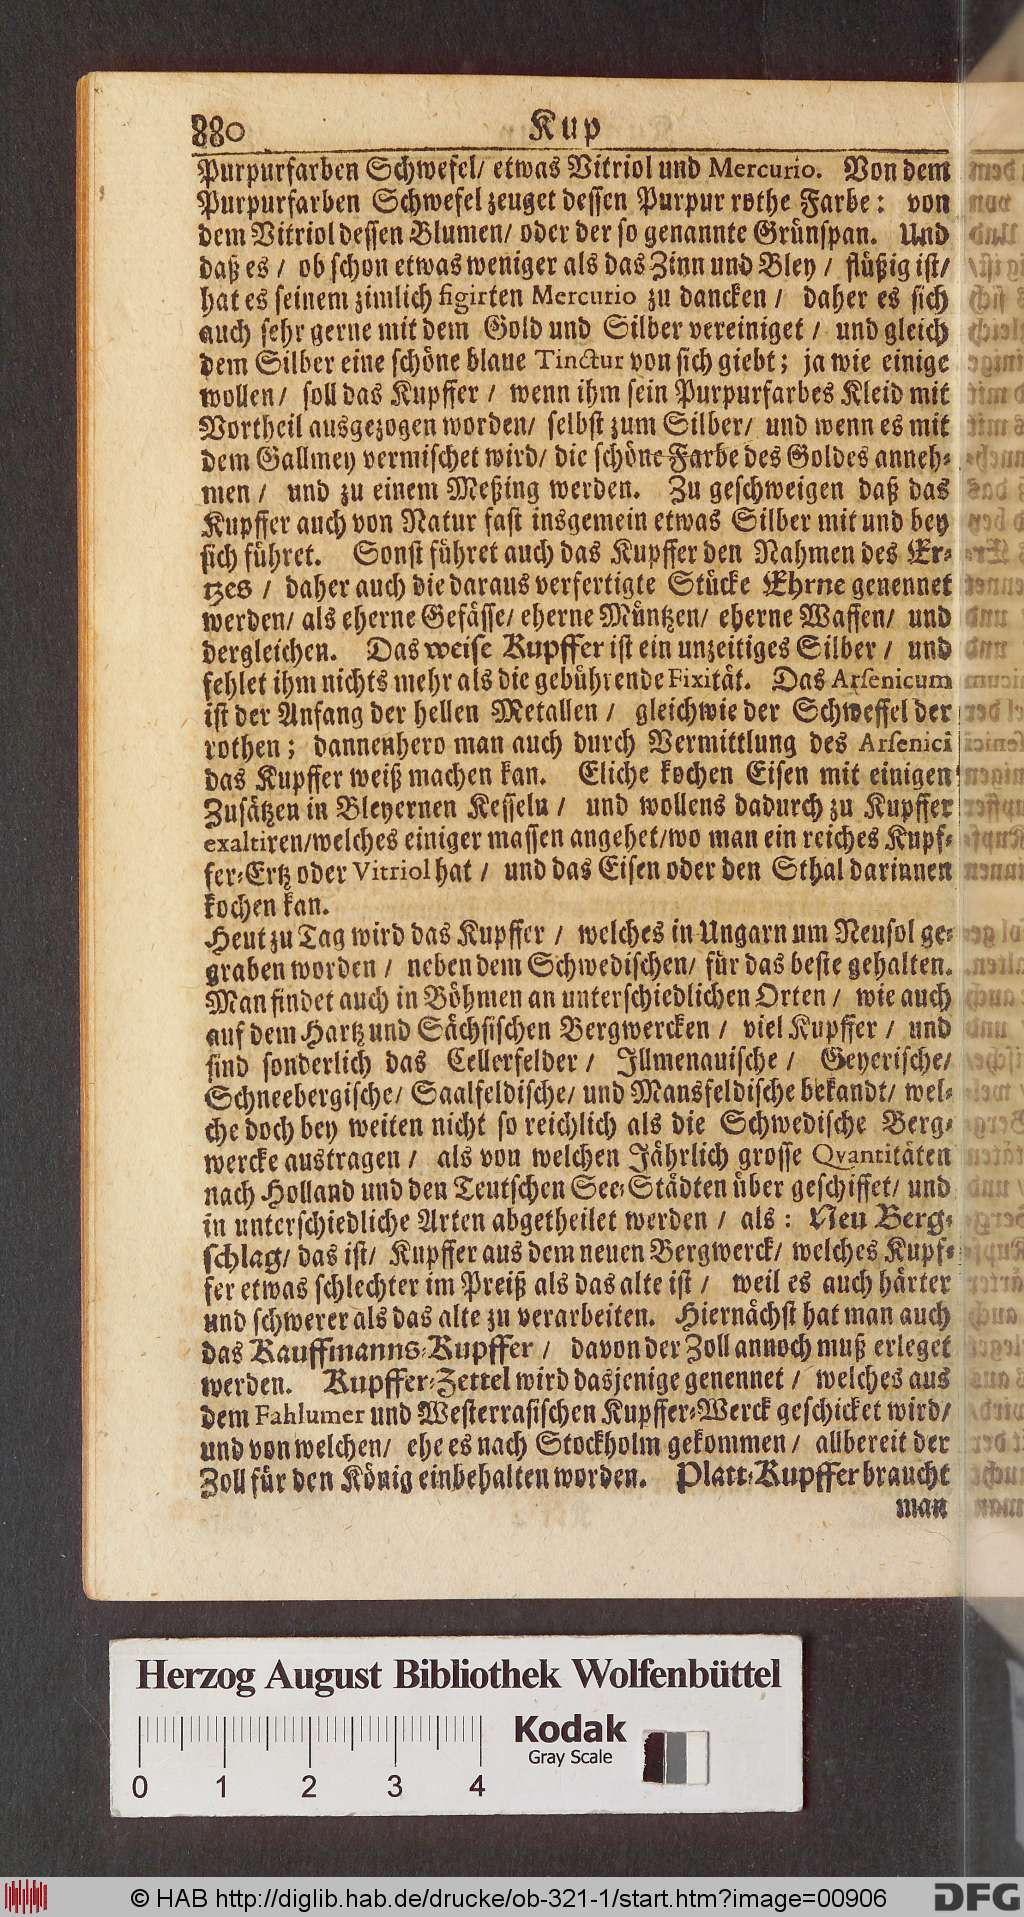 880 Kup
Purpurfarben Schwefel/ etwas Vitriol und Mercurio. Von dem
Purpurfarben Schwefel zeuget dessen Purpur rothe Farbe: von
dem Vitriol dessen Blumen/ oder der so genannte Grünspan. Und
daß es / ob schon etwas weniger als das Zinn und Bley / flüßig ist/
hat es seinem zimlich figirten Mercurio zu dancken / daher es sich
auch sehr gerne mit dem Gold und Silber vereiniget / und gleich
dem Silber eine schöne blaue Tinctur von sich giebt; ja wie einige
wollen/ soll das Kupffer / wenn ihm sein Purpurfarbes Kleid mit
Vortheil ausgezogen worden/ selbst zum Silber/ und wenn es mit
dem Gallmey vermischet wird/ die schöne Farbe des Goldes anneh-
men / und zu einem Meßing werden. Zu geschweigen daß das
Kupffer auch von Natur fast insgemein etwas Silber mit und bey
sich führet. Sonst führet auch das Kupffer den Nahmen des Er-
tzes / daher auch die daraus verfertigte Stücke Ehrne genennet
werden/ als eherne Gefässe/ eherne Müntzen/ eherne Waffen/ und
dergleichen. Das weise Kupffer ist ein unzeitiges Silber / und
fehlet ihm nichts mehr als die gebührende Fixität. Das Arsenicum
ist der Anfang der hellen Metallen / gleichwie der Schweffel der
rothen; dannenhero man auch durch Vermittlung des Arsenici
das Kupffer weiß machen kan. Eliche kochen Eisen mit einigen
Zusätzen in Bleyernen Kesseln / und wollens dadurch zu Kupffer
exaltiren/welches einiger massen angehet/wo man ein reiches Kupf-
fer-Ertz oder Vitriol hat / und das Eisen oder den Sthal darinnen
kochen kan.
Heut zu Tag wird das Kupffer / welches in Ungarn um Neusol ge-
graben worden / neben dem Schwedischen/ für das beste gehalten.
Man findet auch in Böhmen an unterschiedlichen Orten / wie auch
auf dem Hartz und Sächsischen Bergwercken / viel Kupffer / und
sind sonderlich das Cellerfelder / Illmenauische / Geyerische/
Schneebergische/ Saalfeldische/ und Mansfeldische bekandt/ wel-
che doch bey weiten nicht so reichlich als die Schwedische Berg-
wercke austragen / als von welchen Jährlich grosse Qvantitäten
nach Holland und den Teutschen See-Städten über geschiffet/ und
in unterschiedliche Arten abgetheilet werden / als: Neu Berg-
schlag/ das ist/ Kupffer aus dem neuen Bergwerck/ welches Kupf-
fer etwas schlechter im Preiß als das alte ist / weil es auch härter
und schwerer als das alte zu verarbeiten. Hiernächst hat man auch
das Kauffmanns-Kupffer / davon der Zoll annoch muß erleget
werden. Kupffer-Zettel wird dasjenige genennet / welches aus
dem Fahlumer und Westerrasischen Kupffer-Werck geschicket wird/
und von welchen/ ehe es nach Stockholm gekommen / allbereit der
Zoll für den König einbehalten worden. Platt-Kupffer braucht
man
Herzog August Bibliothek Wolfenbüttel
Kodak
Gray Scale
0 1 2 3 4
© HAB http://diglib.hab.de/drucke/ob-321-1/start.htm?image=00906
DFG